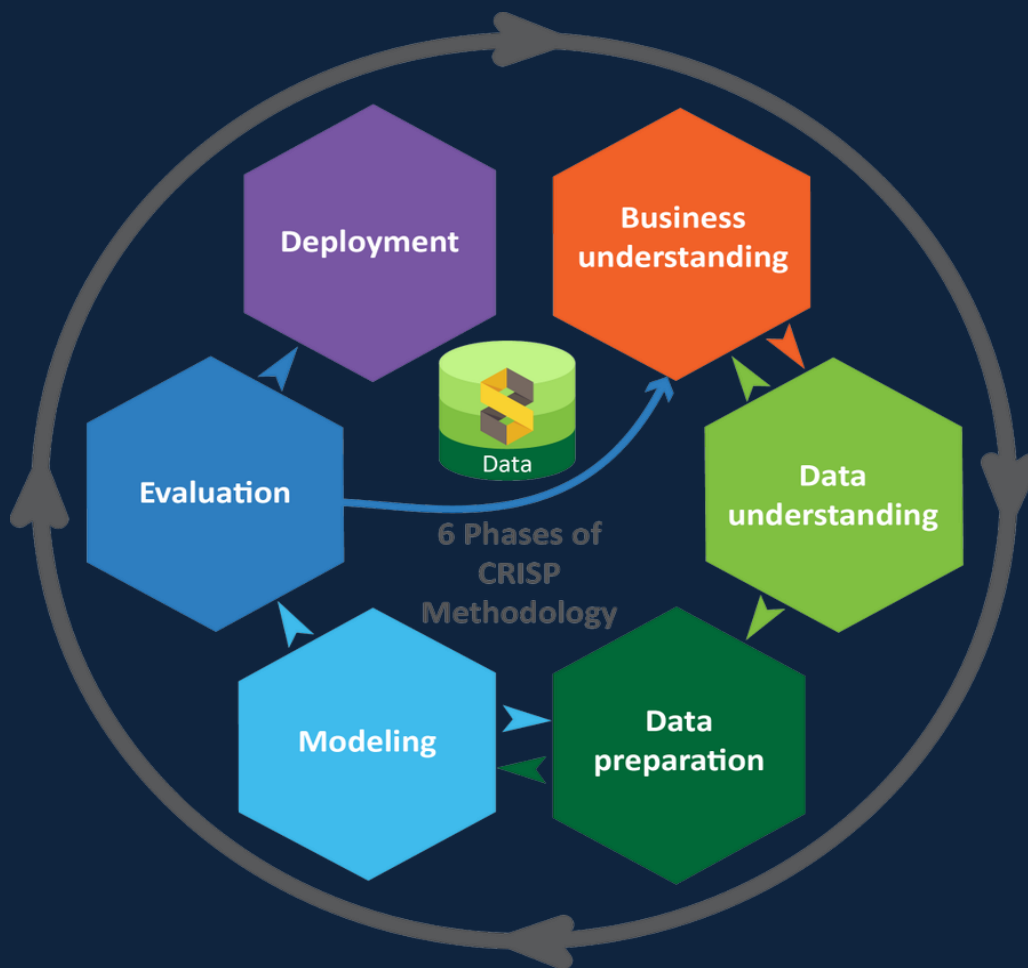 Deployment
Business
understanding
Data
Evaluation
Data
understanding
6 Phases of
CRISP
Methodology
Modeling
Data
preparation